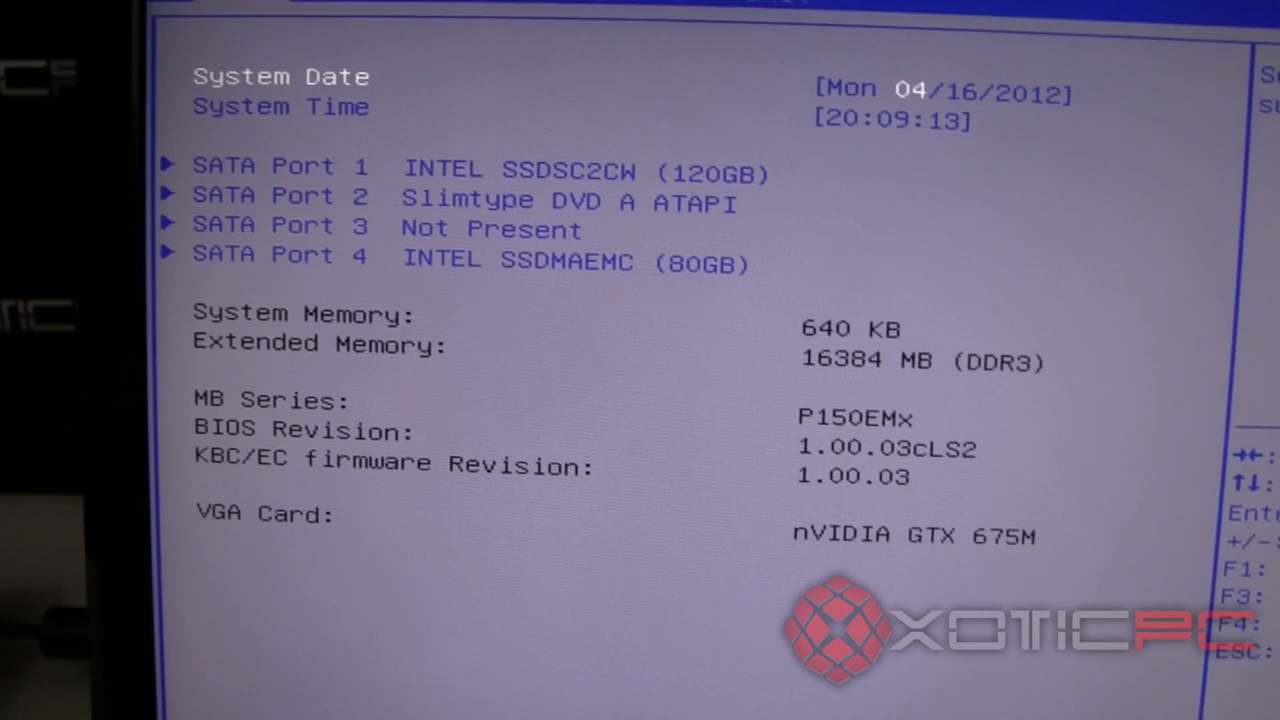 System Date [Mon 04/16/2012]
System Time [20:09:13]
SATA Port 1 INTEL SSDSC2CW (120GB)
SATA Port 2 Slimtype DVD A ATAPI
SATA Port 3 Not Present
SATA Port 4 INTEL SSDMAEMC (80GB)
System Memory: 640 KB
Extended Memory: 16384 MB (DDR3)
MB Series: P150EMx
BIOS Revision: 1.00.03cLS2
KBC/EC firmware Revision: 1.00.03
VGA Card: nVIDIA GTX 675M
→←:
↑↓:
Ente
+/-:
F1:
F3:
F4:
ESC:
XOTICPC